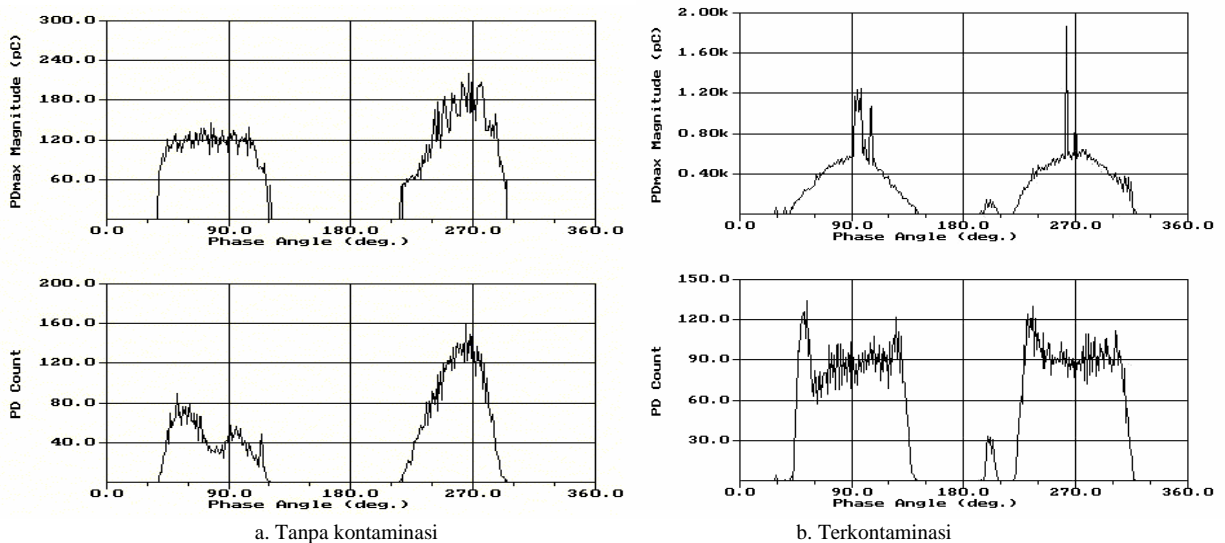 PDmax Magnitude (pC)
300.0
240.0
180.0
120.0
60.0
0.0 90.0 180.0 270.0 360.0
Phase Angle (deg.)
PDmax Magnitude (pC)
2.00k
1.60k
1.20k
0.80k
0.40k
0.0 90.0 180.0 270.0 360.0
Phase Angle (deg.)
PD Count
200.0
160.0
120.0
80.0
40.0
0.0 90.0 180.0 270.0 360.0
Phase Angle (deg.)
PD Count
150.0
120.0
90.0
60.0
30.0
0.0 90.0 180.0 270.0 360.0
Phase Angle (deg.)
a. Tanpa kontaminasi
b. Terkontaminasi